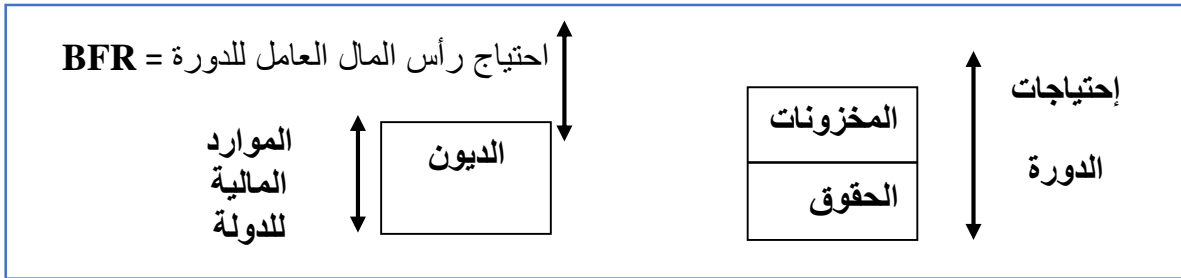 احتياج رأس المال العامل للدورة = BFR
إحتياجات
الدورة
المخزونات
الحقوق
الديون
الموارد
المالية
للدولة